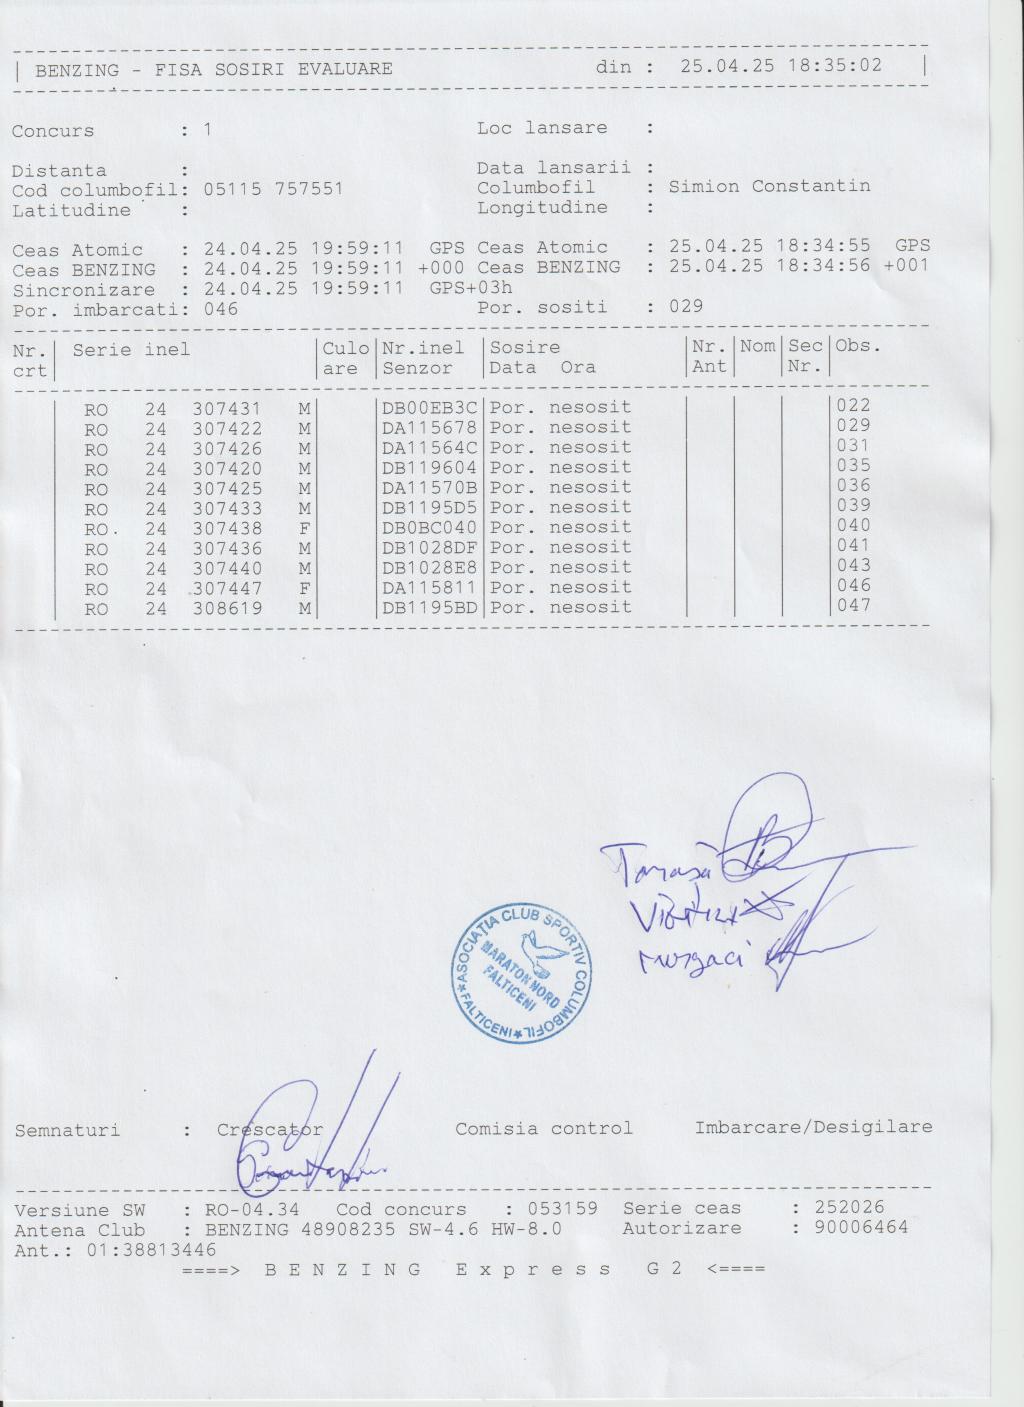 BENZING - FISA SOSIRI EVALUARE din : 25.04.25 18:35:02
Concurs : 1 Loc lansare :
Distanta : Data lansarii :
Cod columbofil: 05115 757551 Columbofil : Simion Constantin
Latitudine : Longitudine :
Ceas Atomic : 24.04.25 19:59:11 GPS Ceas Atomic : 25.04.25 18:34:55 GPS
Ceas BENZING : 24.04.25 19:59:11 +000 Ceas BENZING : 25.04.25 18:34:56 +001
Sincronizare : 24.04.25 19:59:11 GPS+03h
Por. imbarcati: 046 Por. sositi : 029
Nr. Serie inel Culo Nr.inel Sosire Nr. Nom Sec Obs.
crt are Senzor Data Ora Ant Nr.
RO 24 307431 M DB00EB3C Por. nesosit 022
RO 24 307422 M DA115678 Por. nesosit 029
RO 24 307426 M DA11564C Por. nesosit 031
RO 24 307420 M DB119604 Por. nesosit 035
RO 24 307425 M DA11570B Por. nesosit 036
RO 24 307433 M DB1195D5 Por. nesosit 039
RO 24 307438 F DB0BC040 Por. nesosit 040
RO 24 307436 M DB1028DF Por. nesosit 041
RO 24 307440 M DB1028E8 Por. nesosit 043
RO 24 307447 F DA115811 Por. nesosit 046
RO 24 308619 M DB1195BD Por. nesosit 047
ASOCIATIA CLUB SPORTIV COLUMBOFIL
MARATON NORD
FALTICENI
*FALTICENI*
Semnaturi : Crescator Comisia control Imbarcare/Desigilare
Versiune SW : RO-04.34 Cod concurs : 053159 Serie ceas : 252026
Antena Club : BENZING 48908235 SW-4.6 HW-8.0 Autorizare : 90006464
Ant.: 01:38813446
====> B E N Z I N G E x p r e s s G 2 <====